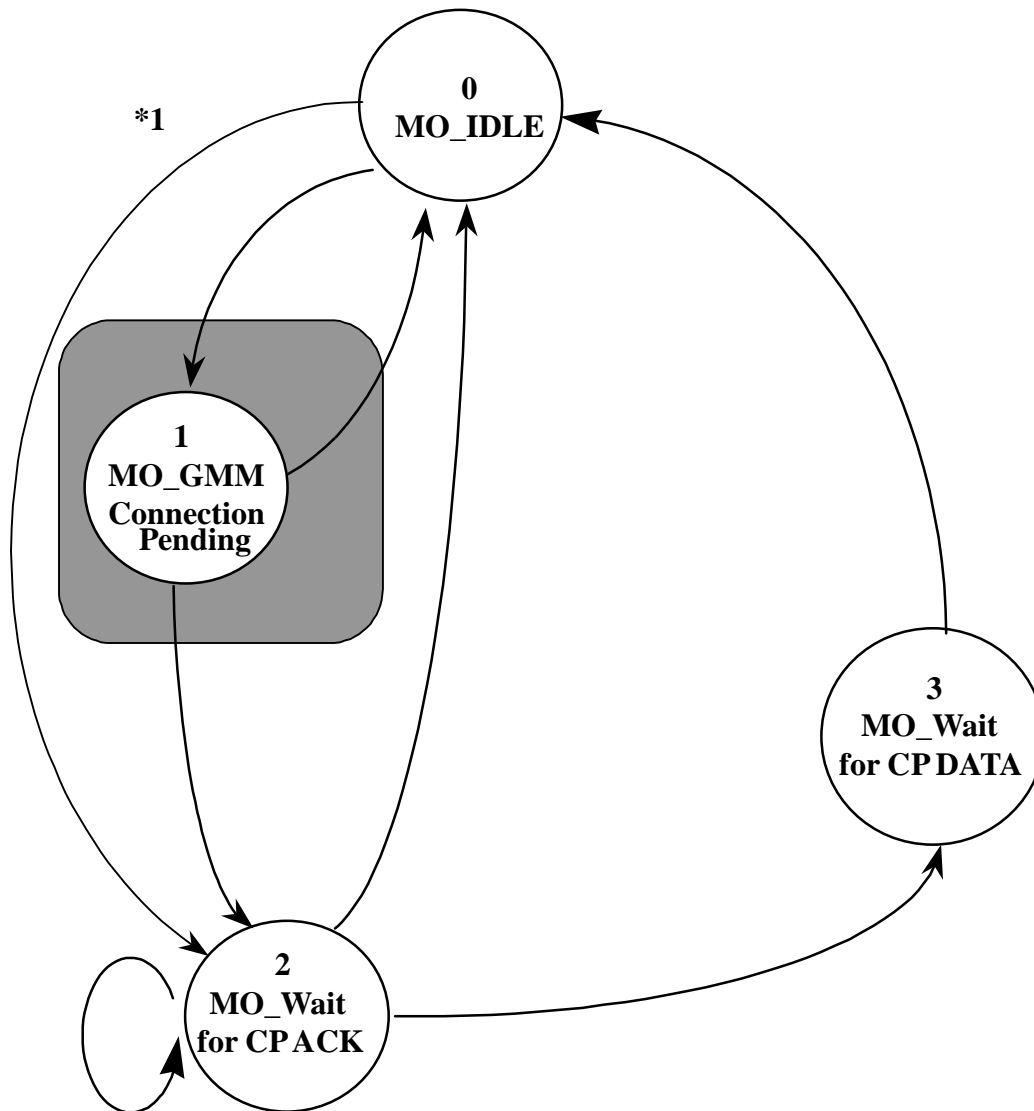 0
MO_IDLE
*1
1
MO_GMM
Connection
Pending
3
MO_Wait
for CP DATA
2
MO_Wait
for CP ACK